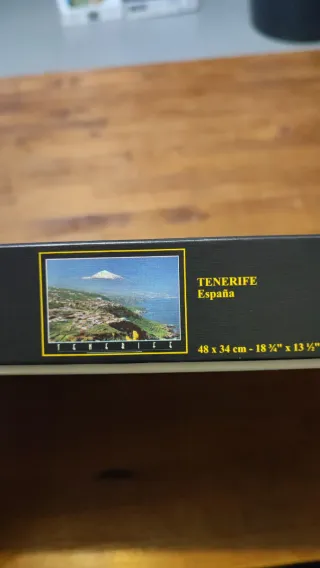 TENERIFE
España
48 x 34 cm - 18 ¾" x 13 ½"
TENERIFE